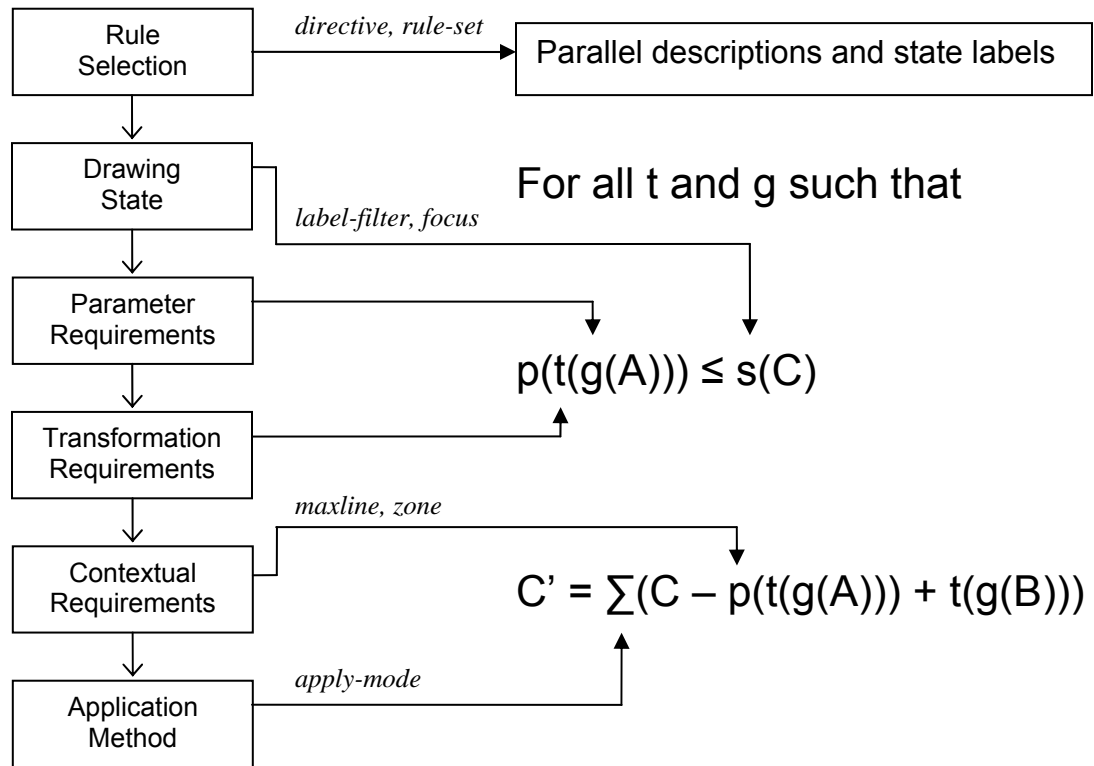 Rule
Selection
directive, rule-set
Parallel descriptions and state labels
Drawing
State
For all t and g such that
label-filter, focus
Parameter
Requirements
p(t(g(A))) ≤ s(C)
Transformation
Requirements
maxline, zone
Contextual
Requirements
C’ = ∑(C – p(t(g(A))) + t(g(B)))
apply-mode
Application
Method